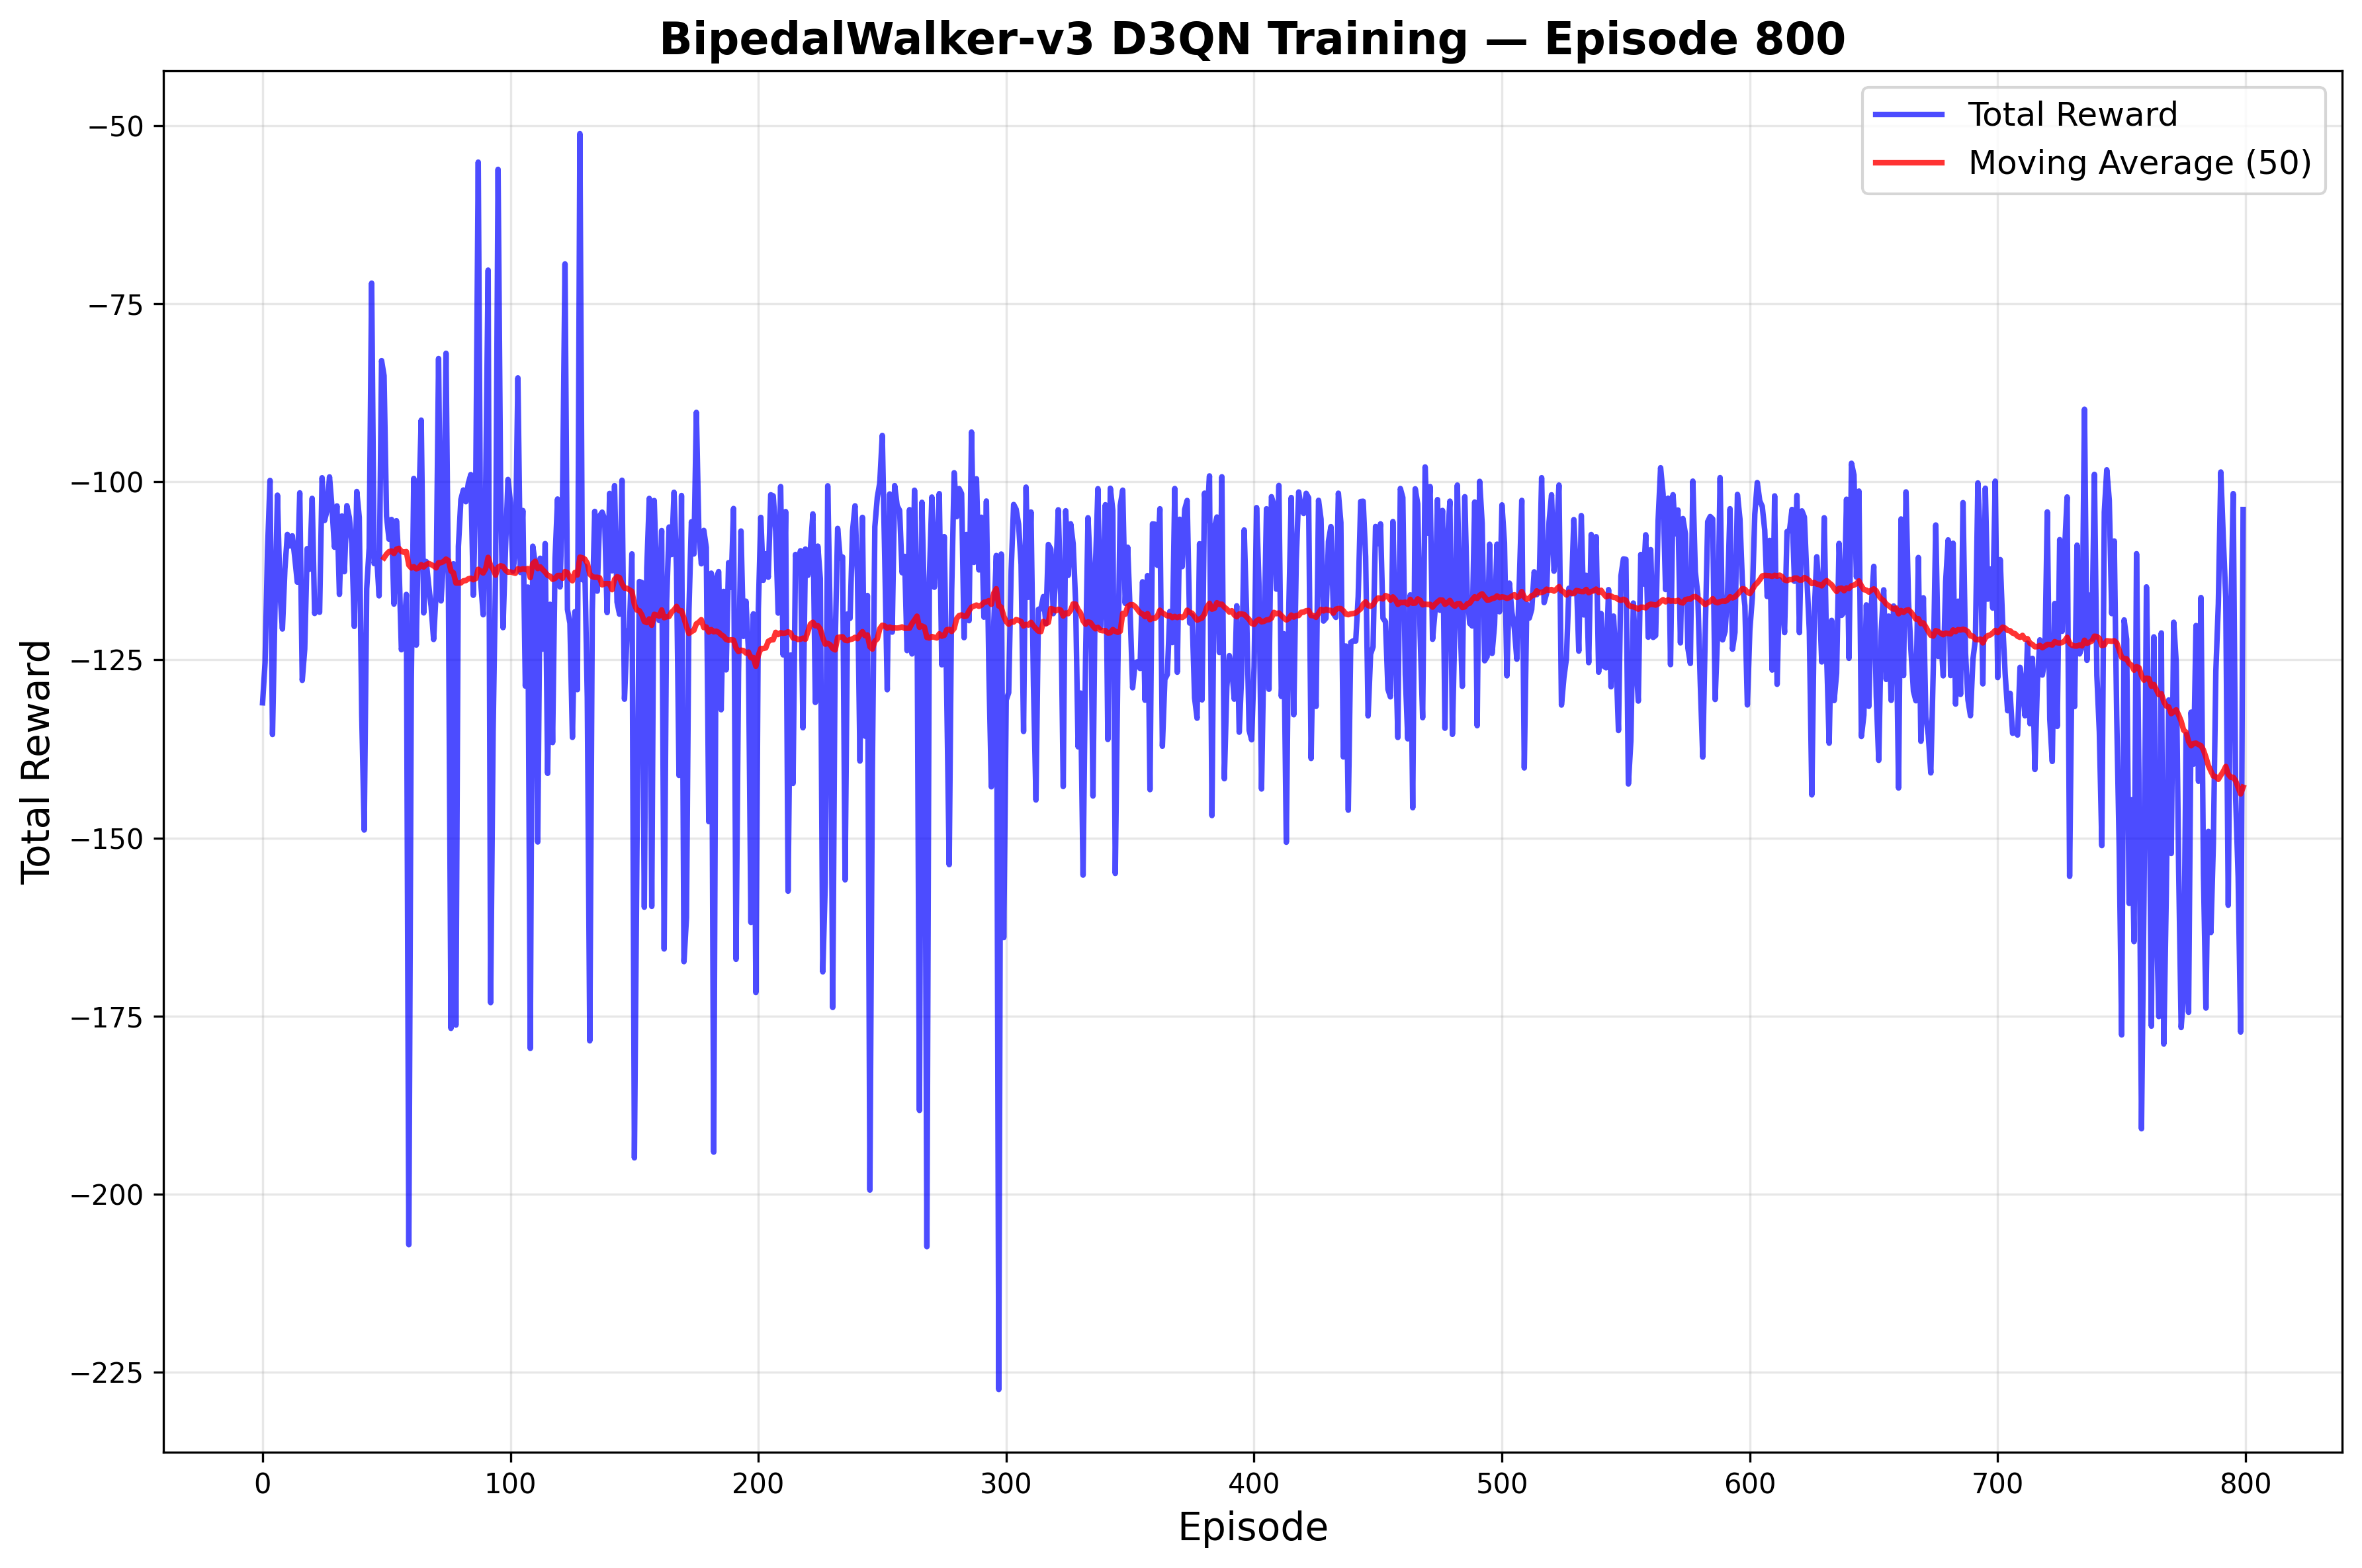 BipedalWalker-v3 D3QN Training — Episode 800
Total Reward
Moving Average (50)
−50
−75
−100
−125
−150
−175
−200
−225
Total Reward
0 100 200 300 400 500 600 700 800
Episode